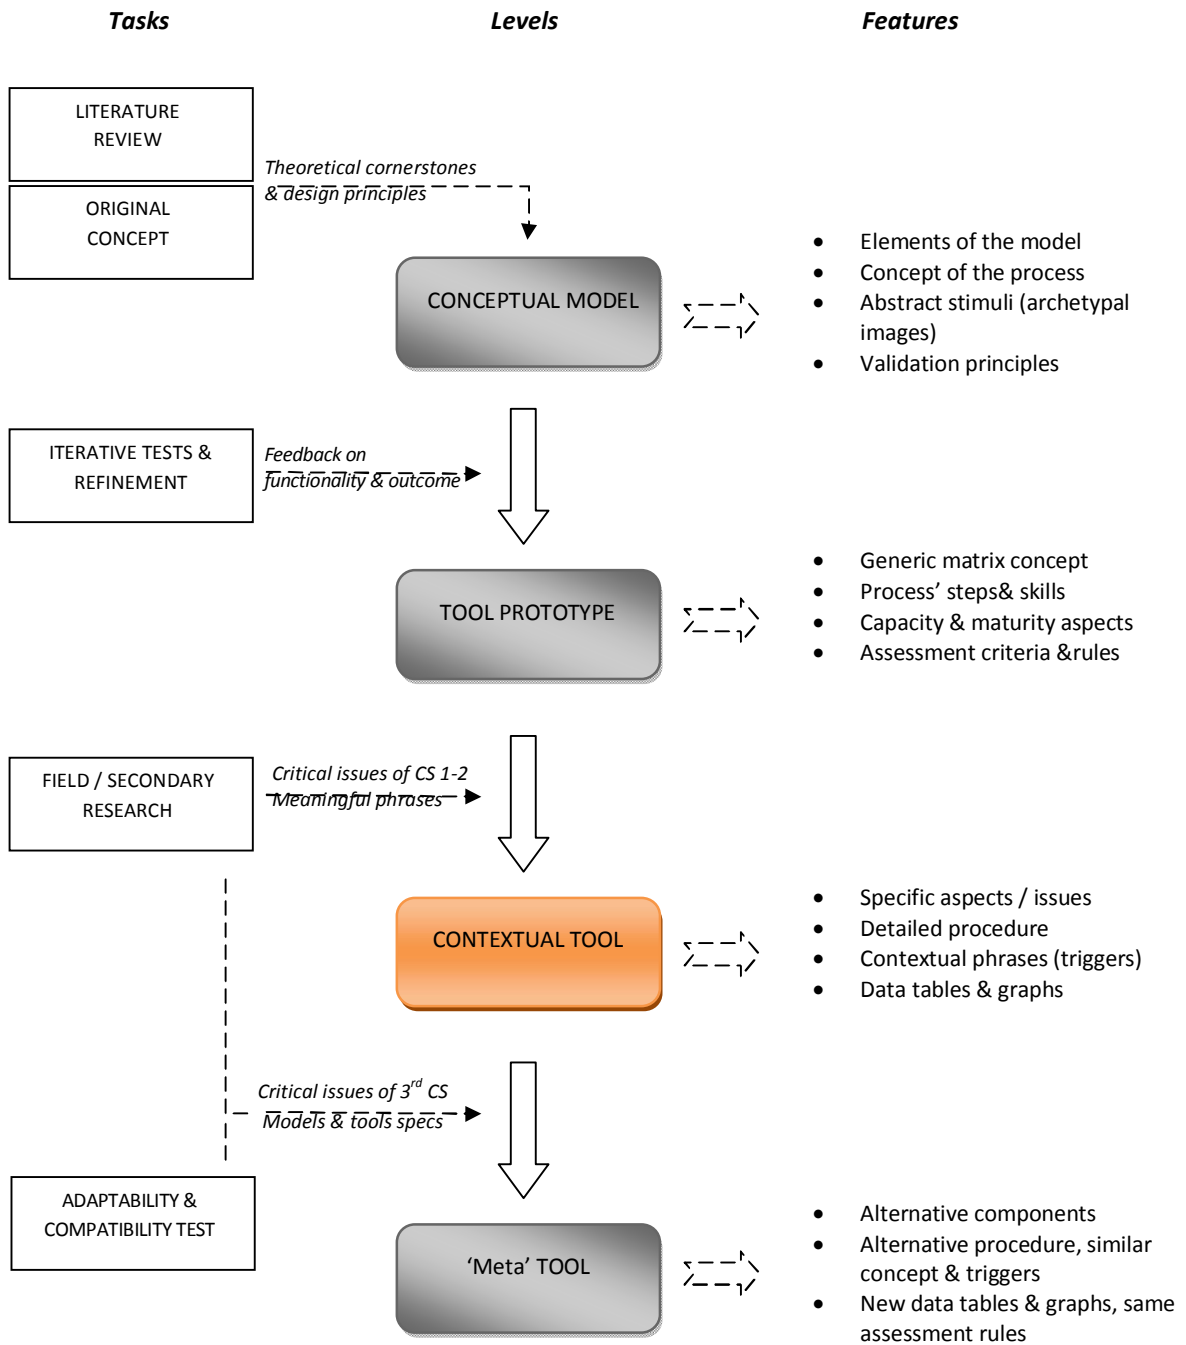 Tasks
Levels
Features
LITERATURE
REVIEW
ORIGINAL
CONCEPT
Theoretical cornerstones
& design principles
CONCEPTUAL MODEL
• Elements of the model
• Concept of the process
• Abstract stimuli (archetypal
images)
• Validation principles
ITERATIVE TESTS &
REFINEMENT
Feedback on
functionality & outcome
TOOL PROTOTYPE
• Generic matrix concept
• Process’ steps& skills
• Capacity & maturity aspects
• Assessment criteria &rules
FIELD / SECONDARY
RESEARCH
Critical issues of CS 1-2
Meaningful phrases
CONTEXTUAL TOOL
• Specific aspects / issues
• Detailed procedure
• Contextual phrases (triggers)
• Data tables & graphs
Critical issues of 3rd CS
Models & tools specs
ADAPTABILITY &
COMPATIBILITY TEST
‘Meta’ TOOL
• Alternative components
• Alternative procedure, similar
concept & triggers
• New data tables & graphs, same
assessment rules